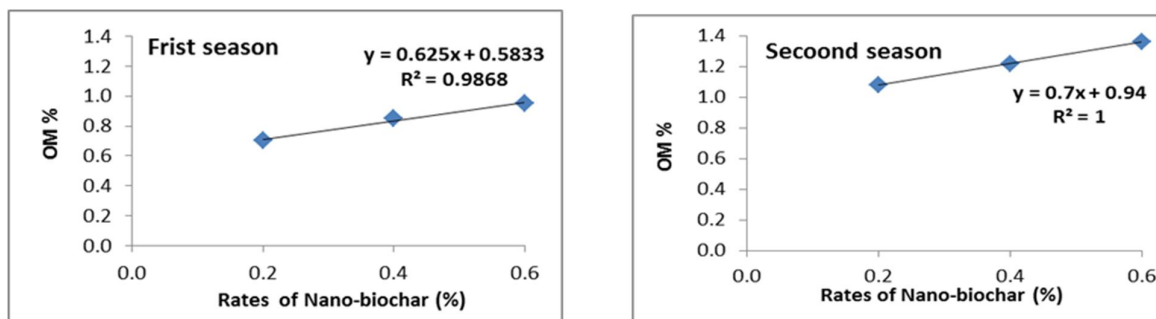 Frist season
y = 0.625x + 0.5833
R² = 0.9868
OM %
1.4
1.2
1.0
0.8
0.6
0.4
0.2
0.0
0.0 0.2 0.4 0.6
Rates of Nano-biochar (%)
Secoond season
y = 0.7x + 0.94
R² = 1
OM %
1.4
1.2
1.0
0.8
0.6
0.4
0.2
0.0
0.0 0.2 0.4 0.6
Rates of Nano-biochar (%)